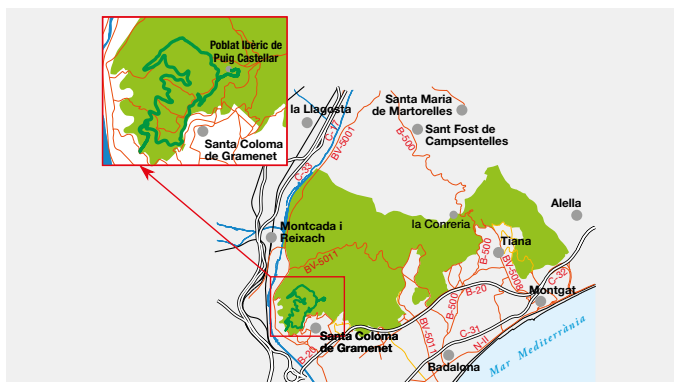 Poblat Ibèric de
Puig Castellar
Santa Coloma
de Gramenet
la Llagosta
Santa Maria
de Martorelles
Sant Fost de
Campsentelles
C-17
BV-5001
B-500
C-33
Alella
la Conreria
Montcada i
Reixach
Tiana
B-500
BV-5011
BV-5008
C-32
B-20
Montgat
B-500
Santa Coloma
de Gramenet
BV-5011
C-31
N-II
B-20
Badalona
Mar Mediterrània